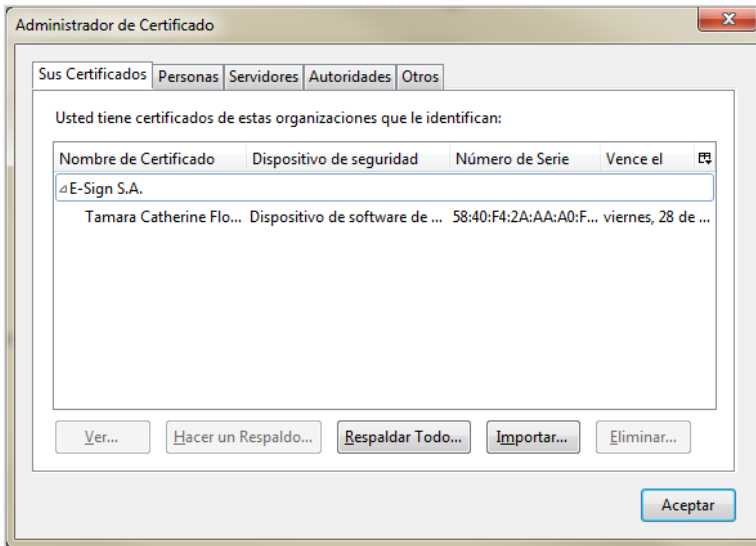 Administrador de Certificado
Sus Certificados Personas Servidores Autoridades Otros
Usted tiene certificados de estas organizaciones que le identifican:
Nombre de Certificado Dispositivo de seguridad Número de Serie Vence el
E-Sign S.A.
Tamara Catherine Flo... Dispositivo de software de ... 58:40:F4:2A:AA:A0:F... viernes, 28 de ...
Ver... Hacer un Respaldo... Respaldar Todo... Importar... Eliminar...
Aceptar